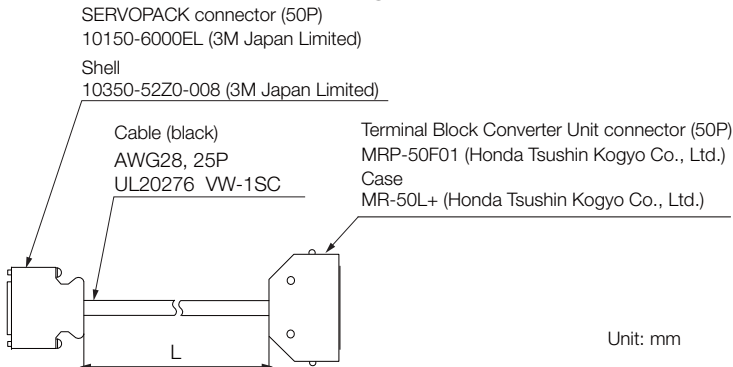 SERVOPACK connector (50P)
10150-6000EL (3M Japan Limited)
Shell
10350-52Z0-008 (3M Japan Limited)
Cable (black)
AWG28, 25P
UL20276 VW-1SC
Terminal Block Converter Unit connector (50P)
MRP-50F01 (Honda Tsushin Kogyo Co., Ltd.)
Case
MR-50L+ (Honda Tsushin Kogyo Co., Ltd.)
L
Unit: mm